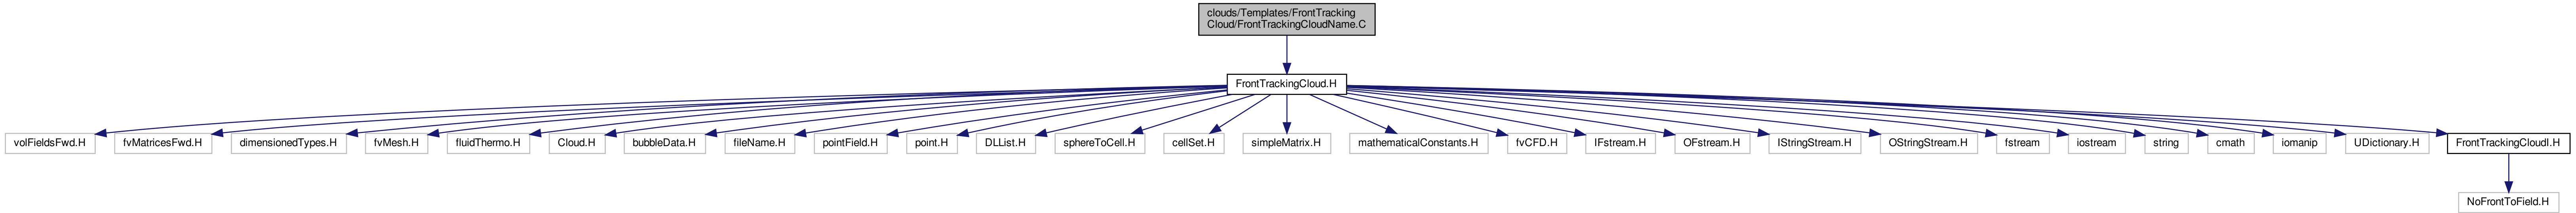 clouds/Templates/FrontTracking
Cloud/FrontTrackingCloudName.C
FrontTrackingCloud.H
volFieldsFwd.H
fvMatricesFwd.H
dimensionedTypes.H
fvMesh.H
fluidThermo.H
Cloud.H
bubbleData.H
fileName.H
pointField.H
point.H
DLList.H
sphereToCell.H
cellSet.H
simpleMatrix.H
mathematicalConstants.H
fvCFD.H
IFstream.H
OFstream.H
IStringStream.H
OStringStream.H
fstream
iostream
string
cmath
iomanip
UDictionary.H
FrontTrackingCloudI.H
NoFrontToField.H